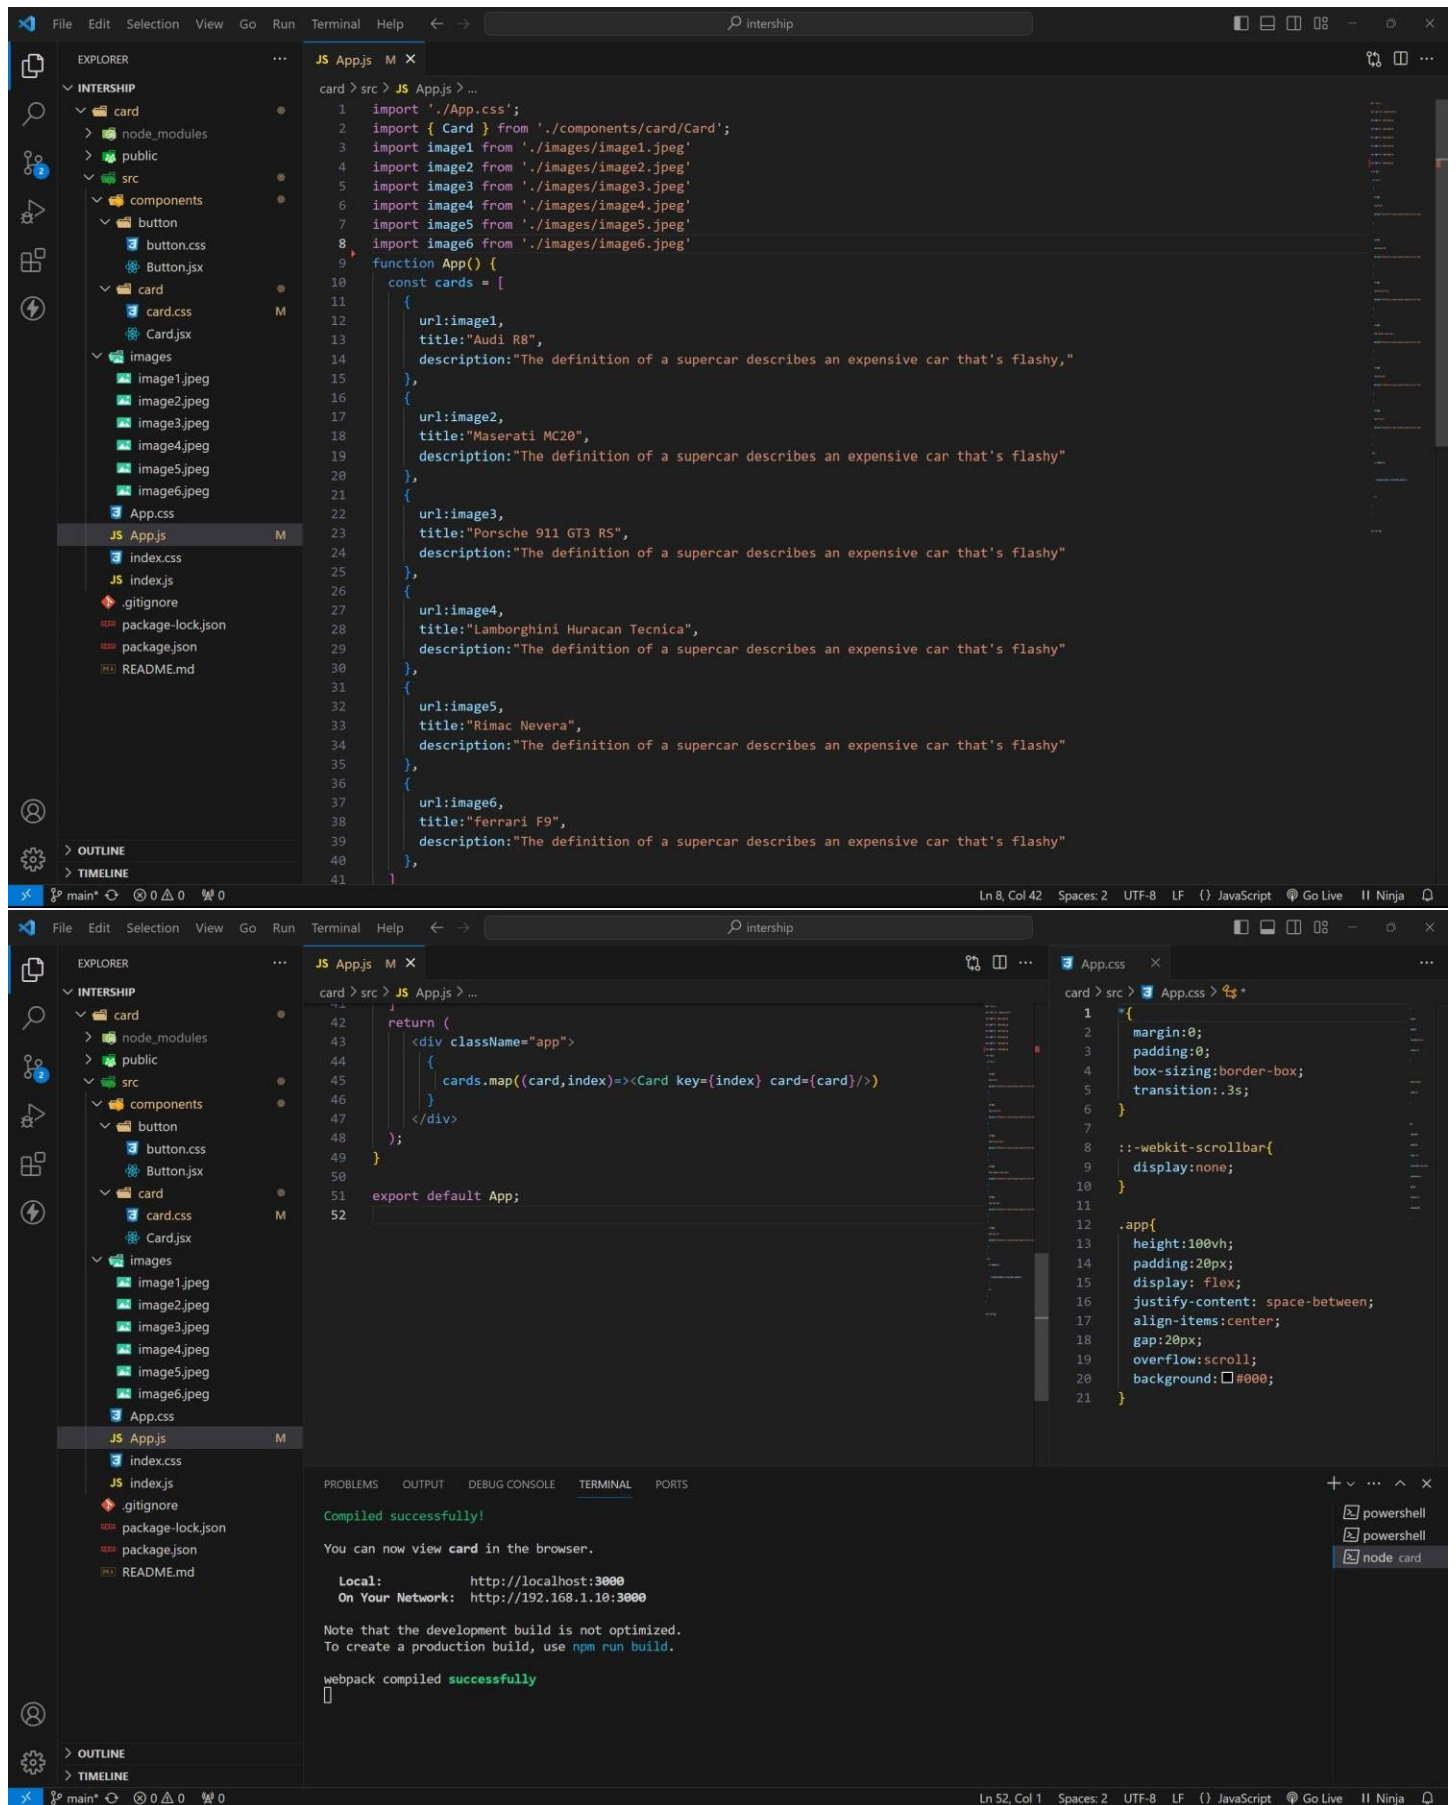 File Edit Selection View Go Run Terminal Help
intership
EXPLORER
INTERSHIP
card
node_modules
public
src
components
button
button.css
Button.jsx
card
card.css M
Card.jsx
images
image1.jpeg
image2.jpeg
image3.jpeg
image4.jpeg
image5.jpeg
image6.jpeg
App.css
JS App.js M
index.css
JS index.js
.gitignore
package-lock.json
package.json
README.md
OUTLINE
TIMELINE
JS App.js M
card > src > JS App.js > ...
1 import './App.css';
2 import { Card } from './components/card/Card';
3 import image1 from './images/image1.jpeg'
4 import image2 from './images/image2.jpeg'
5 import image3 from './images/image3.jpeg'
6 import image4 from './images/image4.jpeg'
7 import image5 from './images/image5.jpeg'
8 import image6 from './images/image6.jpeg'
9 function App() {
10 const cards = [
11 {
12 url:image1,
13 title:"Audi R8",
14 description:"The definition of a supercar describes an expensive car that's flashy,"
15 },
16 {
17 url:image2,
18 title:"Maserati MC20",
19 description:"The definition of a supercar describes an expensive car that's flashy"
20 },
21 {
22 url:image3,
23 title:"Porsche 911 GT3 RS",
24 description:"The definition of a supercar describes an expensive car that's flashy"
25 },
26 {
27 url:image4,
28 title:"Lamborghini Huracan Tecnica",
29 description:"The definition of a supercar describes an expensive car that's flashy"
30 },
31 {
32 url:image5,
33 title:"Rimac Nevera",
34 description:"The definition of a supercar describes an expensive car that's flashy"
35 },
36 {
37 url:image6,
38 title:"ferrari F9",
39 description:"The definition of a supercar describes an expensive car that's flashy"
40 },
41 ]
main* 0 0 0 Ln 8, Col 42 Spaces: 2 UTF-8 LF {} JavaScript Go Live Ninja
File Edit Selection View Go Run Terminal Help
intership
EXPLORER
INTERSHIP
card
node_modules
public
src
components
button
button.css
Button.jsx
card
card.css M
Card.jsx
images
image1.jpeg
image2.jpeg
image3.jpeg
image4.jpeg
image5.jpeg
image6.jpeg
App.css
JS App.js M
index.css
JS index.js
.gitignore
package-lock.json
package.json
README.md
OUTLINE
TIMELINE
JS App.js M
card > src > JS App.js > ...
41 ]
42 return (
43 <div className="app">
44 {
45 cards.map((card,index)=><Card key={index} card={card}/>)
46 }
47 </div>
48 );
49 }
50
51 export default App;
52
App.css
card > src > App.css > *
1 *{
2 margin:0;
3 padding:0;
4 box-sizing:border-box;
5 transition:.3s;
6 }
7
8 ::-webkit-scrollbar{
9 display:none;
10 }
11
12 .app{
13 height:100vh;
14 padding:20px;
15 display: flex;
16 justify-content: space-between;
17 align-items:center;
18 gap:20px;
19 overflow:scroll;
20 background:#000;
21 }
PROBLEMS OUTPUT DEBUG CONSOLE TERMINAL PORTS
Compiled successfully!
You can now view card in the browser.
Local: http://localhost:3000
On Your Network: http://192.168.1.10:3000
Note that the development build is not optimized.
To create a production build, use npm run build.
webpack compiled successfully
powershell
powershell
node card
main* 0 0 0 Ln 52, Col 1 Spaces: 2 UTF-8 LF {} JavaScript Go Live Ninja